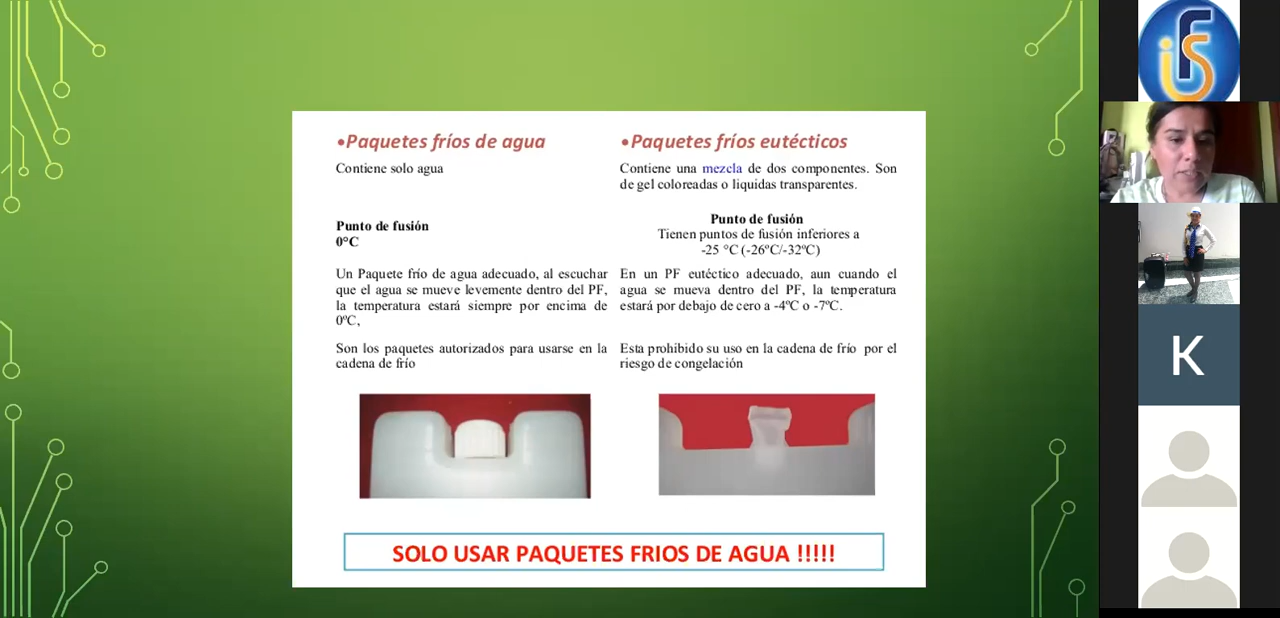 •Paquetes fríos de agua
Contiene solo agua
Punto de fusión
0°C
Un Paquete frío de agua adecuado, al escuchar
que el agua se mueve levemente dentro del PF,
la temperatura estará siempre por encima de
0ºC,
Son los paquetes autorizados para usarse en la
cadena de frío
•Paquetes fríos eutécticos
Contiene una mezcla de dos componentes. Son
de gel coloreadas o liquidas transparentes.
Punto de fusión
Tienen puntos de fusión inferiores a
-25 °C (-26ºC/-32ºC)
En un PF eutéctico adecuado, aun cuando el
agua se mueva dentro del PF, la temperatura
estará por debajo de cero a -4ºC o -7ºC.
Esta prohibido su uso en la cadena de frío por el
riesgo de congelación
SOLO USAR PAQUETES FRIOS DE AGUA !!!!!
iFS
K